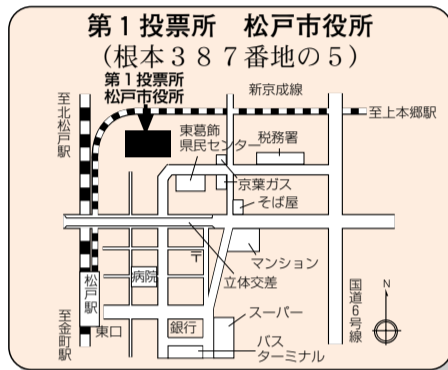 第１投票所　松戸市役所
（根本３８７番地の５）
第１投票所
松戸市役所
新京成線
至北松戸駅
至上本郷駅
東葛飾
県民センター
税務署
京葉ガス
そば屋
〒
マンション
病院
立体交差
松戸駅
国道６号線
N
スーパー
至金町駅
東口
銀行
バス
ターミナル